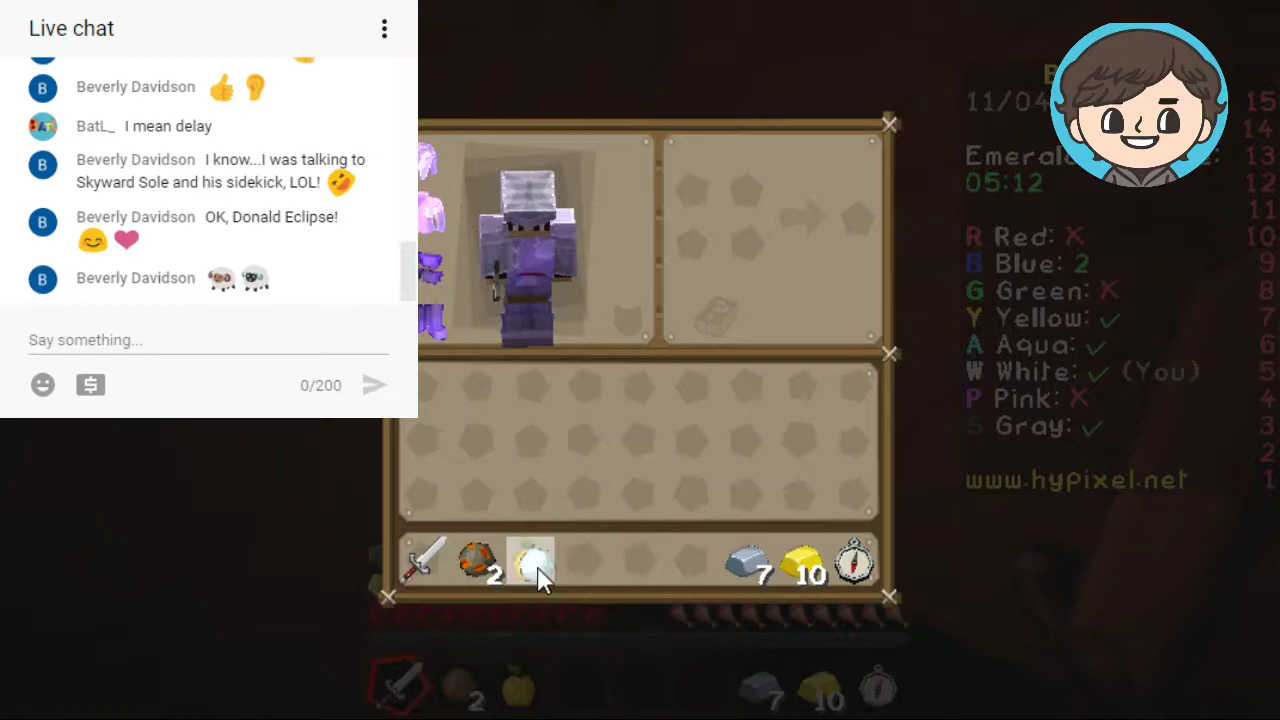 Live chat
Beverly Davidson
BatL_ I mean delay
Beverly Davidson I know...I was talking to
Skyward Sole and his sidekick, LOL!
Beverly Davidson OK, Donald Eclipse!
Beverly Davidson
Say something...
0/200
11/04
15
14
Emeral
13
05:12
12
11
R Red: ✗ 10
B Blue: 2 9
G Green: ✗ 8
Y Yellow: ✓ 7
A Aqua: ✓ 6
W White: ✓ (You) 5
P Pink: ✗ 4
S Gray: ✓ 3
2
www.hypixel.net 1
2 7 10
2 7 10